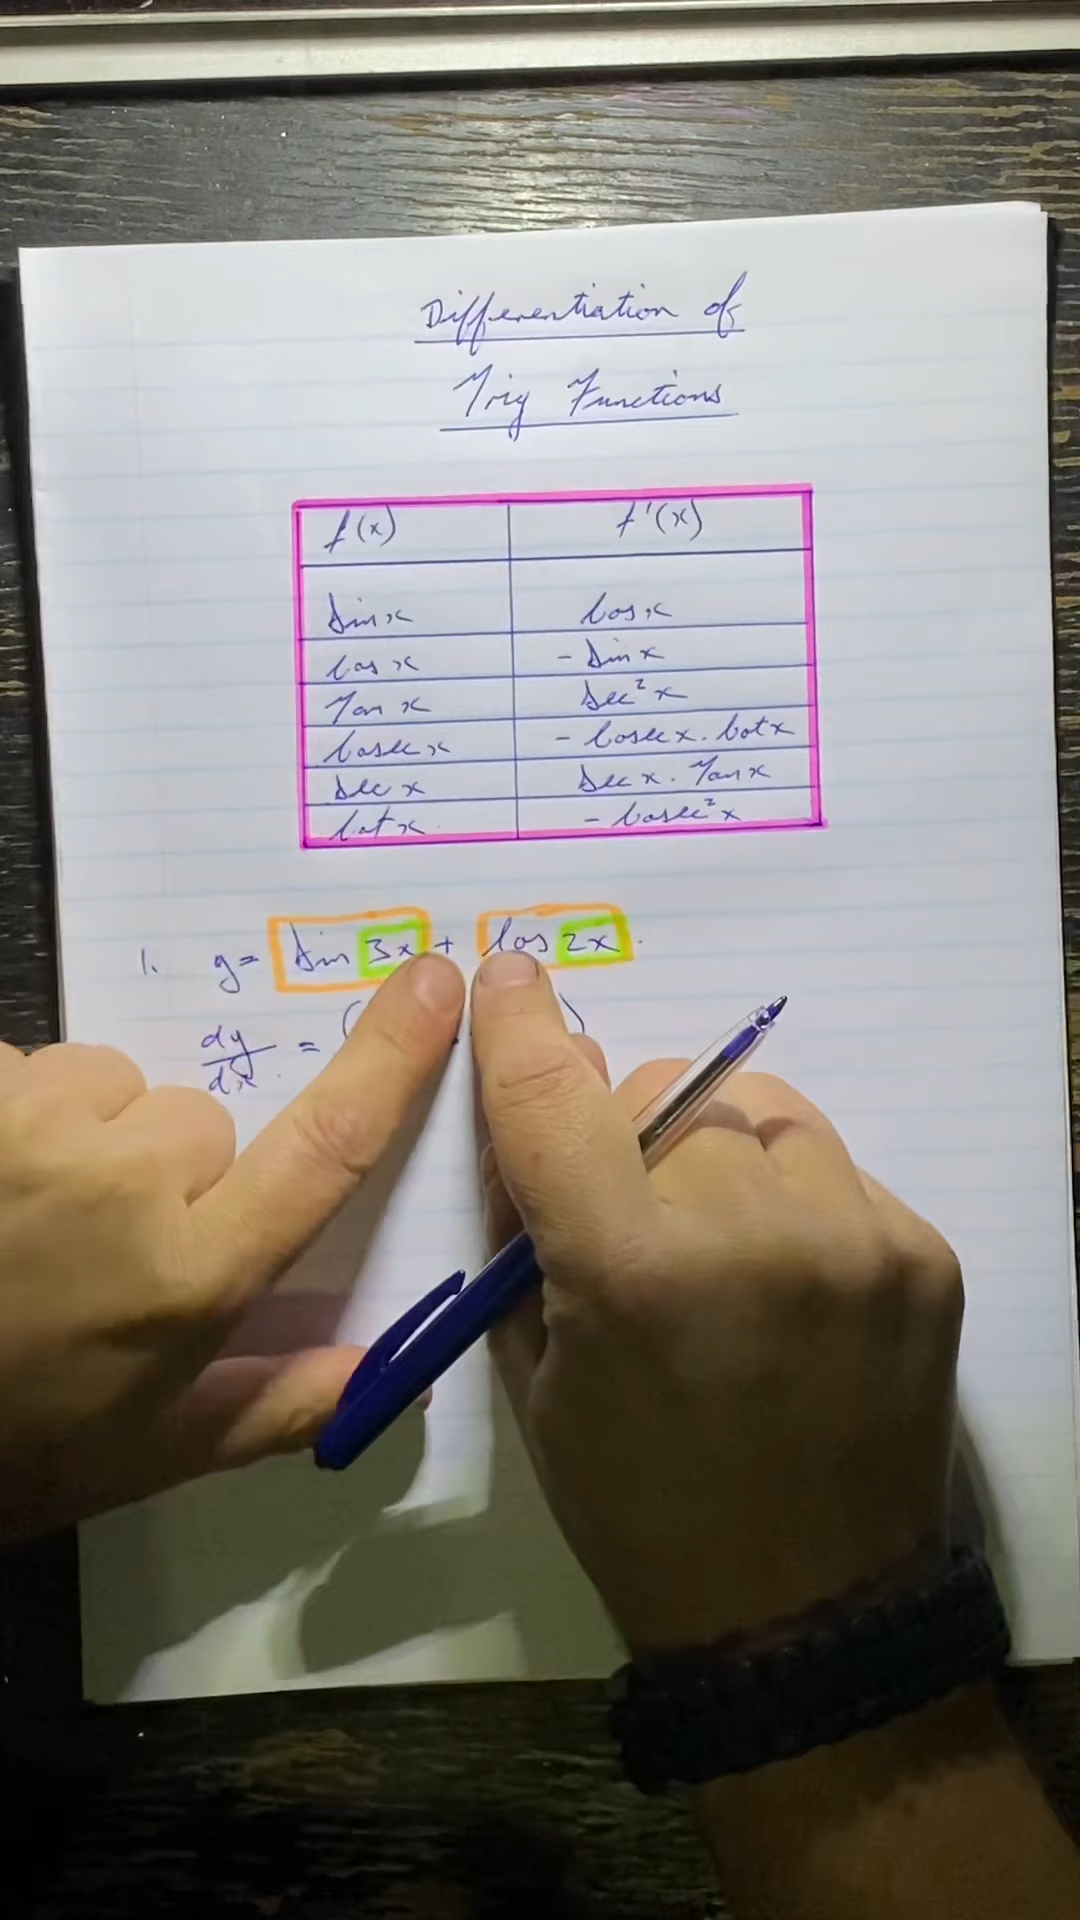 Differentiation of
Trig Functions
f(x) f'(x)
Sin x Cos x
Cos x - Sin x
Tan x Sec² x
Cosec x - Cosec x . Cot x
Sec x Sec x . Tan x
Cot x - Cosec² x
1. y = Sin 3x + Cos 2x .
dy/dx = ( )